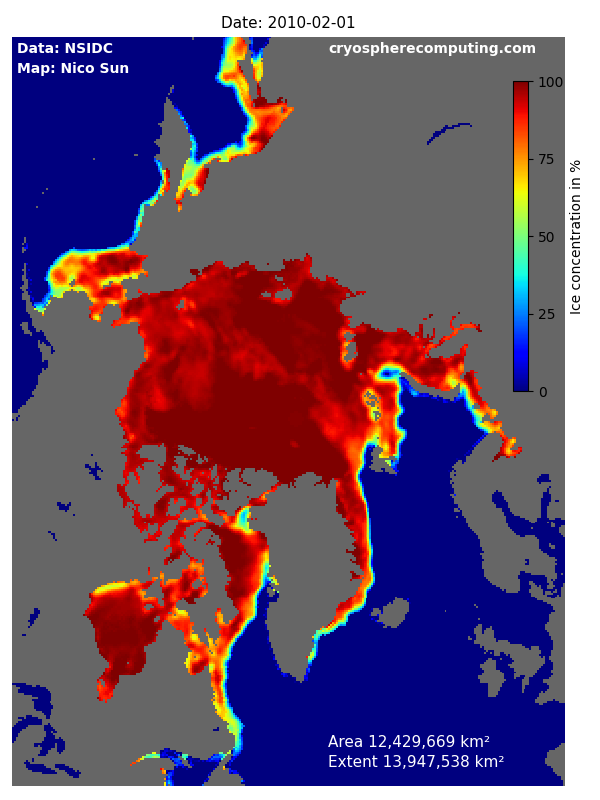 Date: 2010-02-01
Data: NSIDC
Map: Nico Sun
cryospherecomputing.com
100
75
50
25
0
Ice concentration in %
Area 12,429,669 km²
Extent 13,947,538 km²